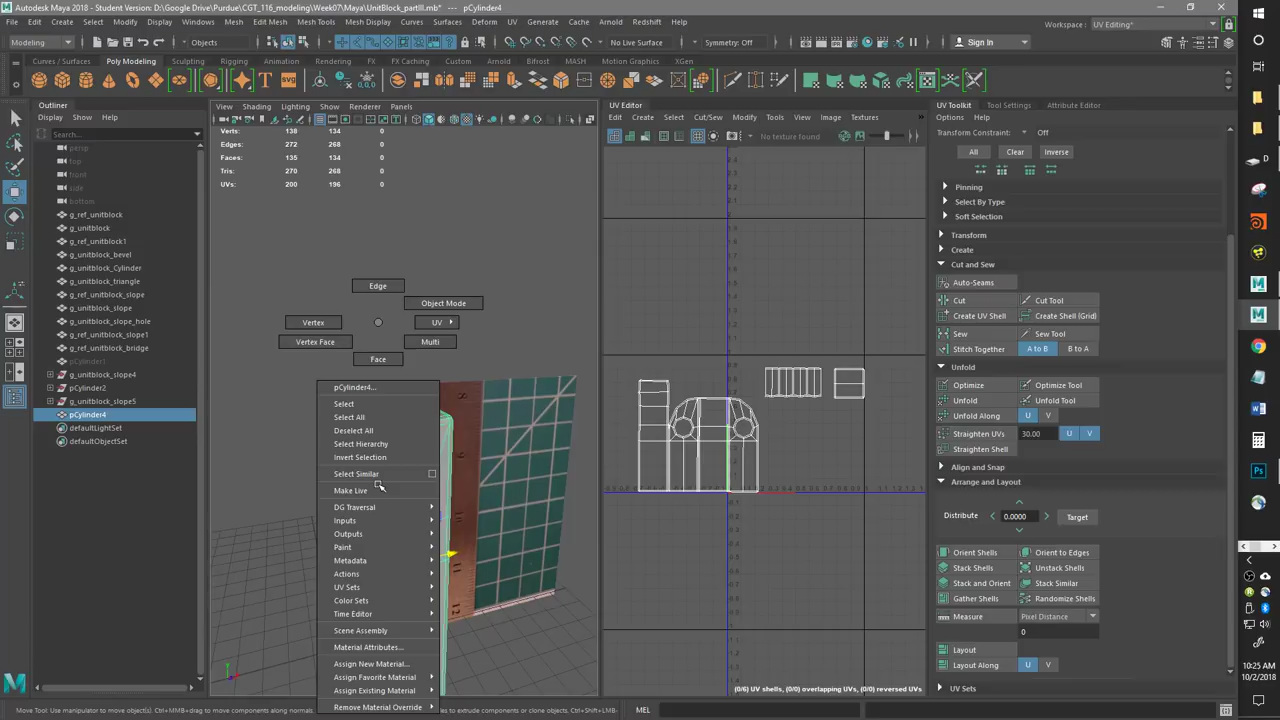 Autodesk Maya 2018 - Student Version: D:\Google Drive\Purdue\CGT_116_modeling\Week07\Maya\UnitBlock_partIII.mb* --- pCylinder4
File Edit Create Select Modify Display Windows Mesh Edit Mesh Mesh Tools Mesh Display Curves Surfaces Deform UV Generate Cache Arnold Redshift Help
Workspace : UV Editing*
Modeling Objects No Live Surface Symmetry: Off Sign In
Curves / Surfaces Poly Modeling Sculpting Rigging Animation Rendering FX FX Caching Custom Arnold Bifrost MASH Motion Graphics XGen
Outliner
Display Show Help
Search...
persp
top
front
side
bottom
g_ref_unitblock
g_unitblock
g_ref_unitblock1
g_unitblock_bevel
g_unitblock_Cylinder
g_unitblock_triangle
g_ref_unitblock_slope
g_unitblock_slope
g_unitblock_slope_hole
g_ref_unitblock_slope1
g_ref_unitblock_bridge
pCylinder1
g_unitblock_slope4
pCylinder2
g_unitblock_slope5
pCylinder4
defaultLightSet
defaultObjectSet
View Shading Lighting Show Renderer Panels
Verts: 138 134 0
Edges: 272 268 0
Faces: 135 134 0
Tris: 270 268 0
UVs: 200 196 0
Edge
Object Mode
Vertex
UV
Vertex Face
Multi
Face
pCylinder4...
Select
Select All
Deselect All
Select Hierarchy
Invert Selection
Select Similar
Make Live
DG Traversal
Inputs
Outputs
Paint
Metadata
Actions
UV Sets
Color Sets
Time Editor
Scene Assembly
Material Attributes...
Assign New Material...
Assign Favorite Material
Assign Existing Material
Remove Material Override
UV Editor
Edit Create Select Cut/Sew Modify Tools View Image Textures
No texture found
(0/6) UV shells, (0/0) overlapping UVs, (0/0) reversed UVs
UV Toolkit Tool Settings Attribute Editor
Options Help
Transform Constraint: Off
All Clear Inverse
Pinning
Select By Type
Soft Selection
Transform
Create
Cut and Sew
Auto-Seams
Cut Cut Tool
Create UV Shell Create Shell (Grid)
Sew Sew Tool
Stitch Together A to B B to A
Unfold
Optimize Optimize Tool
Unfold Unfold Tool
Unfold Along U V
Straighten UVs 30.00 U V
Straighten Shell
Align and Snap
Arrange and Layout
Distribute 0.0000 Target
Orient Shells Orient to Edges
Stack Shells Unstack Shells
Stack and Orient Stack Similar
Gather Shells Randomize Shells
Measure Pixel Distance
0
Layout
Layout Along U V
UV Sets
10:25 AM
10/2/2018
Move Tool: Use manipulator to move object(s). Ctrl+MMB+drag to move components along normals.
MEL